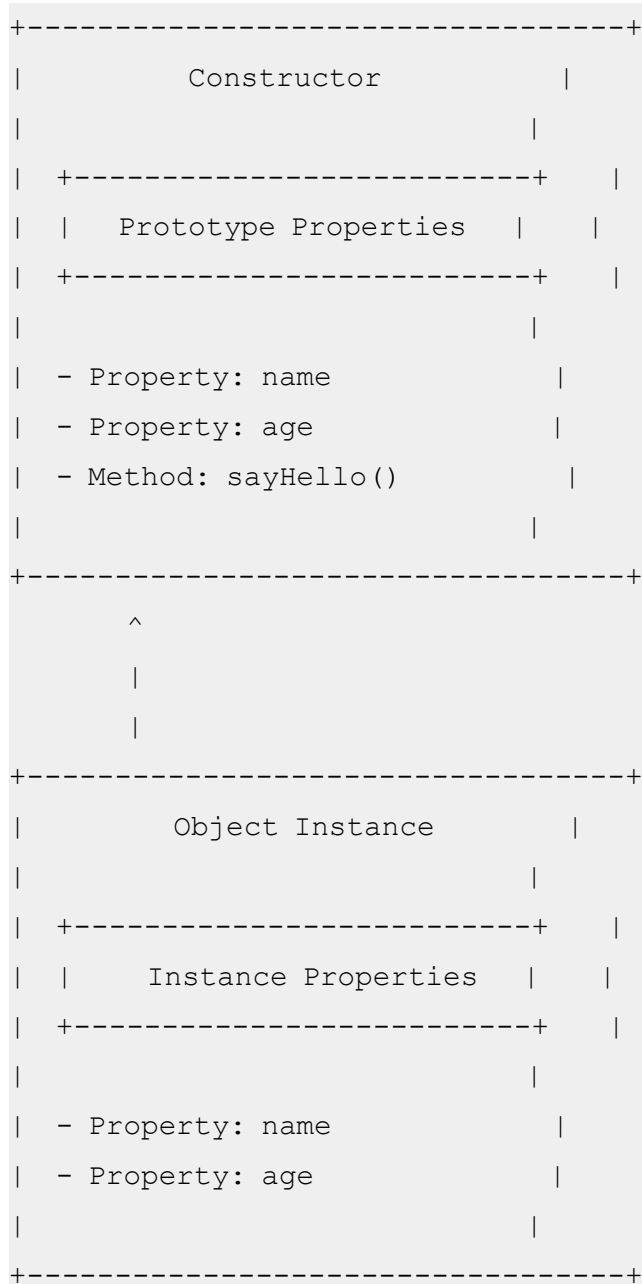 +----------------------------------+
|          Constructor          |
|                             |
|  +--------------------------+    |
|  |   Prototype Properties  |    |
|  +--------------------------+    |
|                             |
|  - Property: name             |
|  - Property: age             |
|  - Method: sayHello()          |
|                             |
+----------------------------------+
       ^
       |
       |
+----------------------------------+
|         Object Instance        |
|                             |
|  +--------------------------+    |
|  |     Instance Properties   |    |
|  +--------------------------+    |
|                             |
|  - Property: name             |
|  - Property: age             |
|                             |
+----------------------------------+